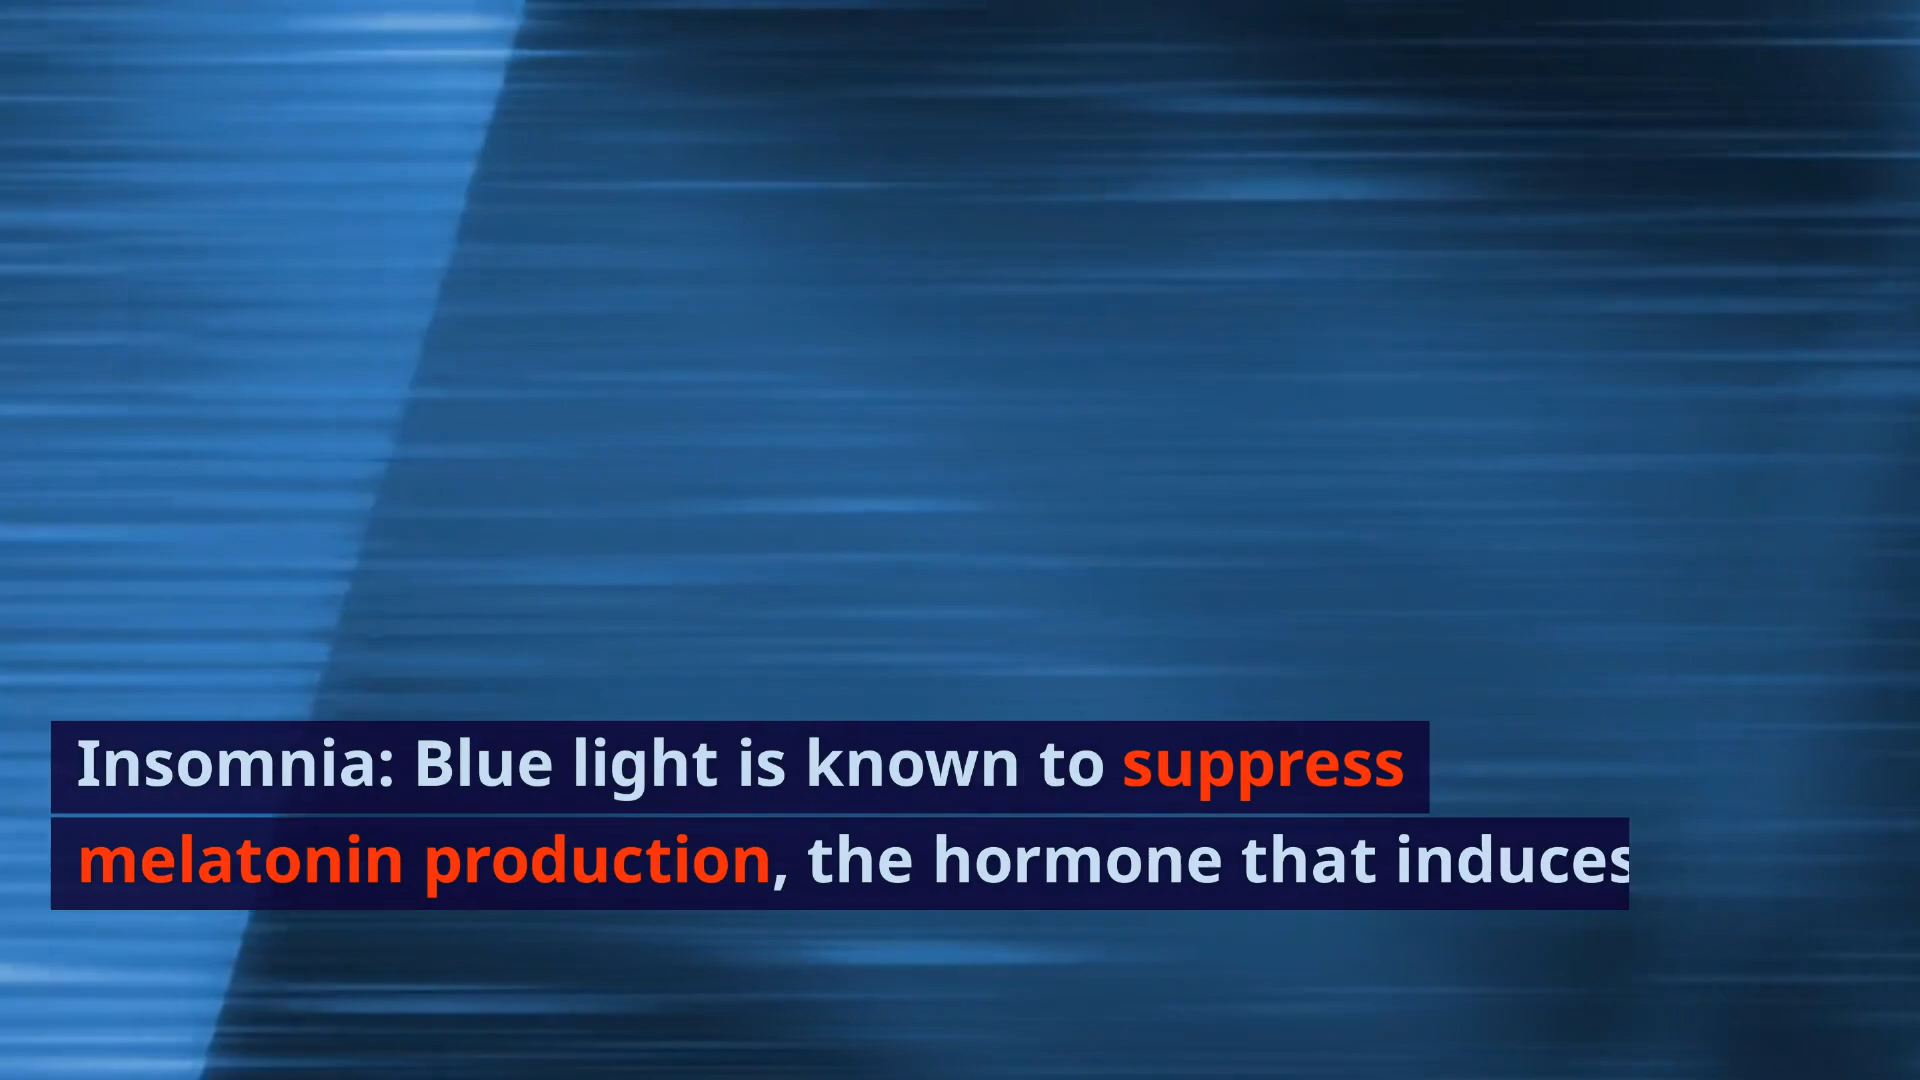 Insomnia: Blue light is known to suppress
melatonin production, the hormone that induces